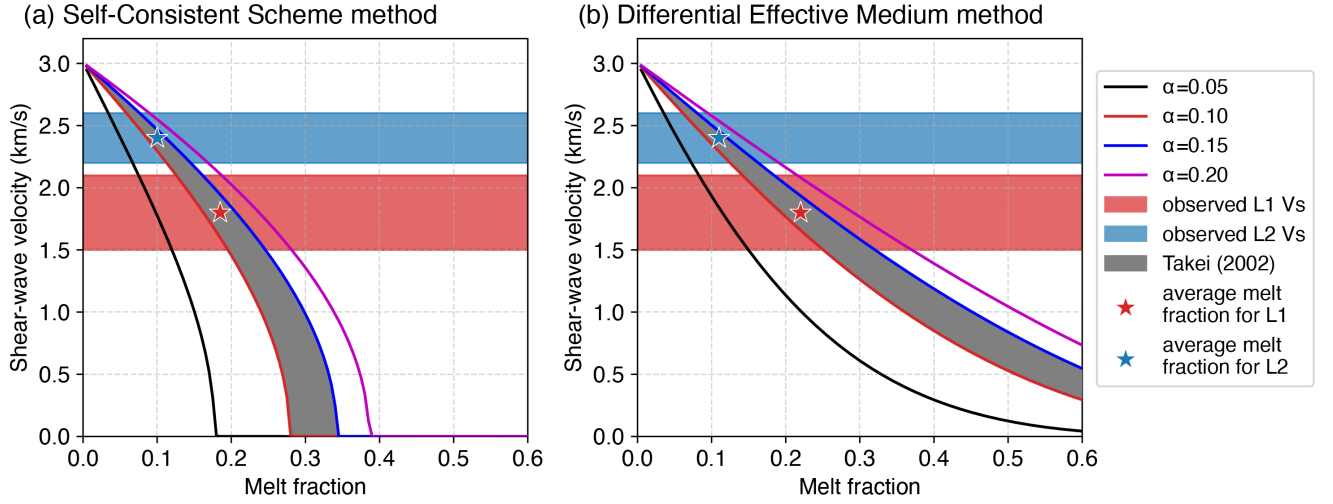 (a) Self-Consistent Scheme method
(b) Differential Effective Medium method
Shear-wave velocity (km/s)
3.0
2.5
2.0
1.5
1.0
0.5
0.0
0.0 0.1 0.2 0.3 0.4 0.5 0.6
Melt fraction
Shear-wave velocity (km/s)
3.0
2.5
2.0
1.5
1.0
0.5
0.0
0.0 0.1 0.2 0.3 0.4 0.5 0.6
Melt fraction
α=0.05
α=0.10
α=0.15
α=0.20
observed L1 Vs
observed L2 Vs
Takei (2002)
average melt
fraction for L1
average melt
fraction for L2